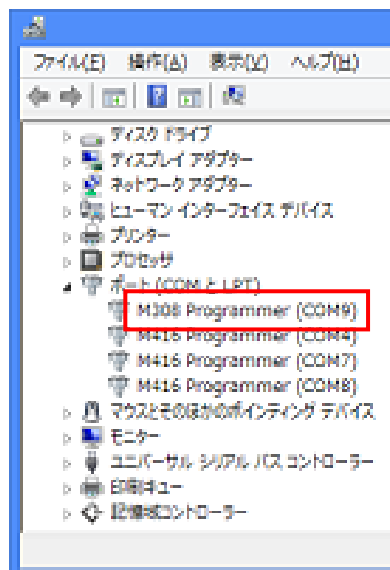 ファイル(F) 操作(A) 表示(V) ヘルプ(H)
ディスク ドライブ
ディスプレイ アダプター
ネットワーク アダプター
ヒューマン インターフェイス デバイス
プリンター
プロセッサ
ポート (COM と LPT)
M308 Programmer (COM9)
M416 Programmer (COM4)
M416 Programmer (COM7)
M416 Programmer (COM8)
マウスとそのほかのポインティング デバイス
モニター
ユニバーサル シリアル バス コントローラー
印刷キュー
記憶域コントローラー